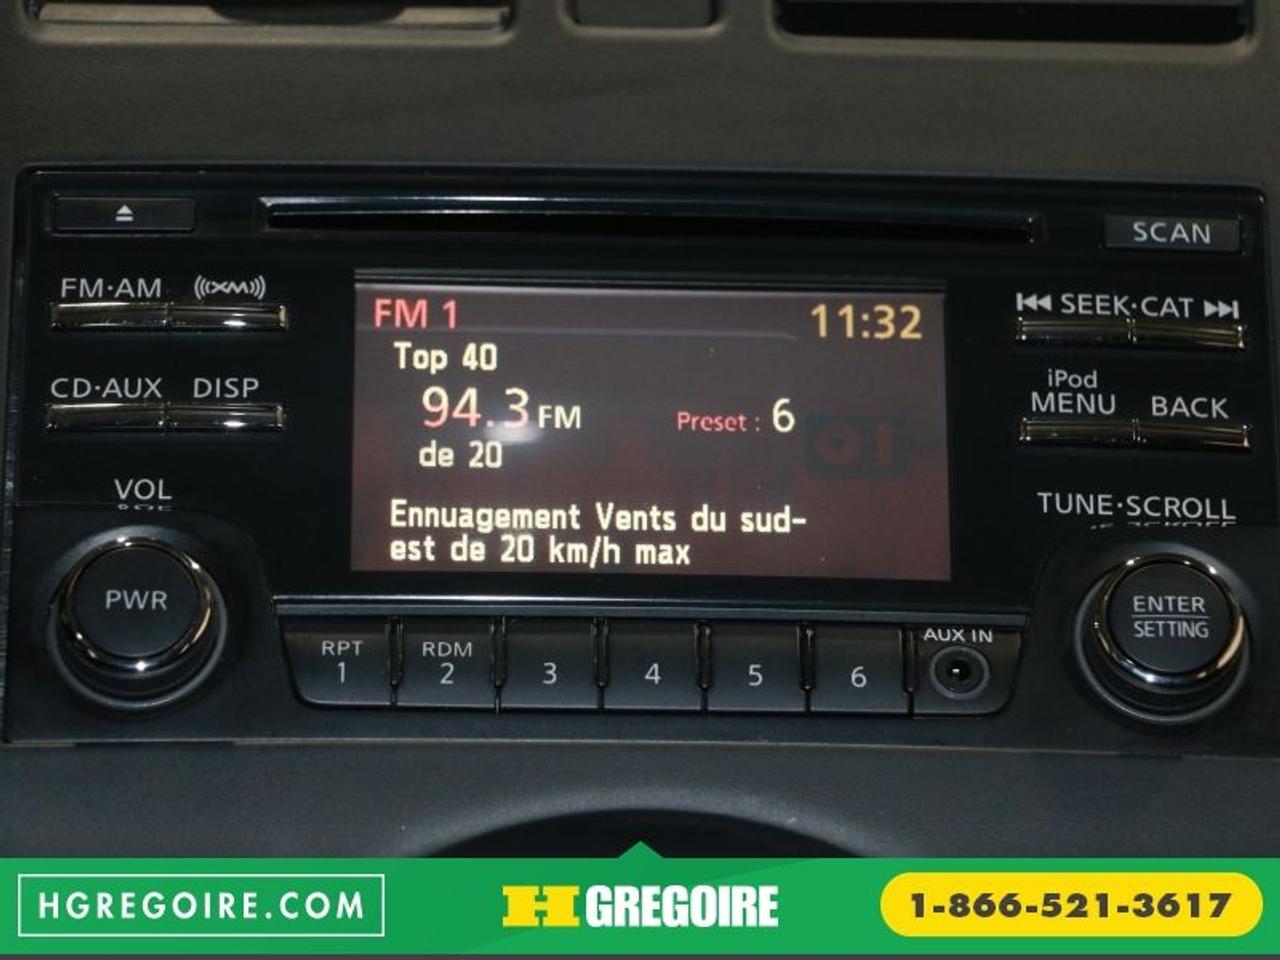 SCAN
FM·AM XM
SEEK·CAT
CD·AUX DISP
iPod
MENU BACK
VOL
TUNE·SCROLL
FM 1 11:32
Top 40
94.3 FM Preset : 6
de 20
Ennuagement Vents du sud-
est de 20 km/h max
PWR
ENTER
SETTING
RPT
1
RDM
2
3
4
5
6
AUX IN
HGREGOIRE.COM
H GREGOIRE
1-866-521-3617